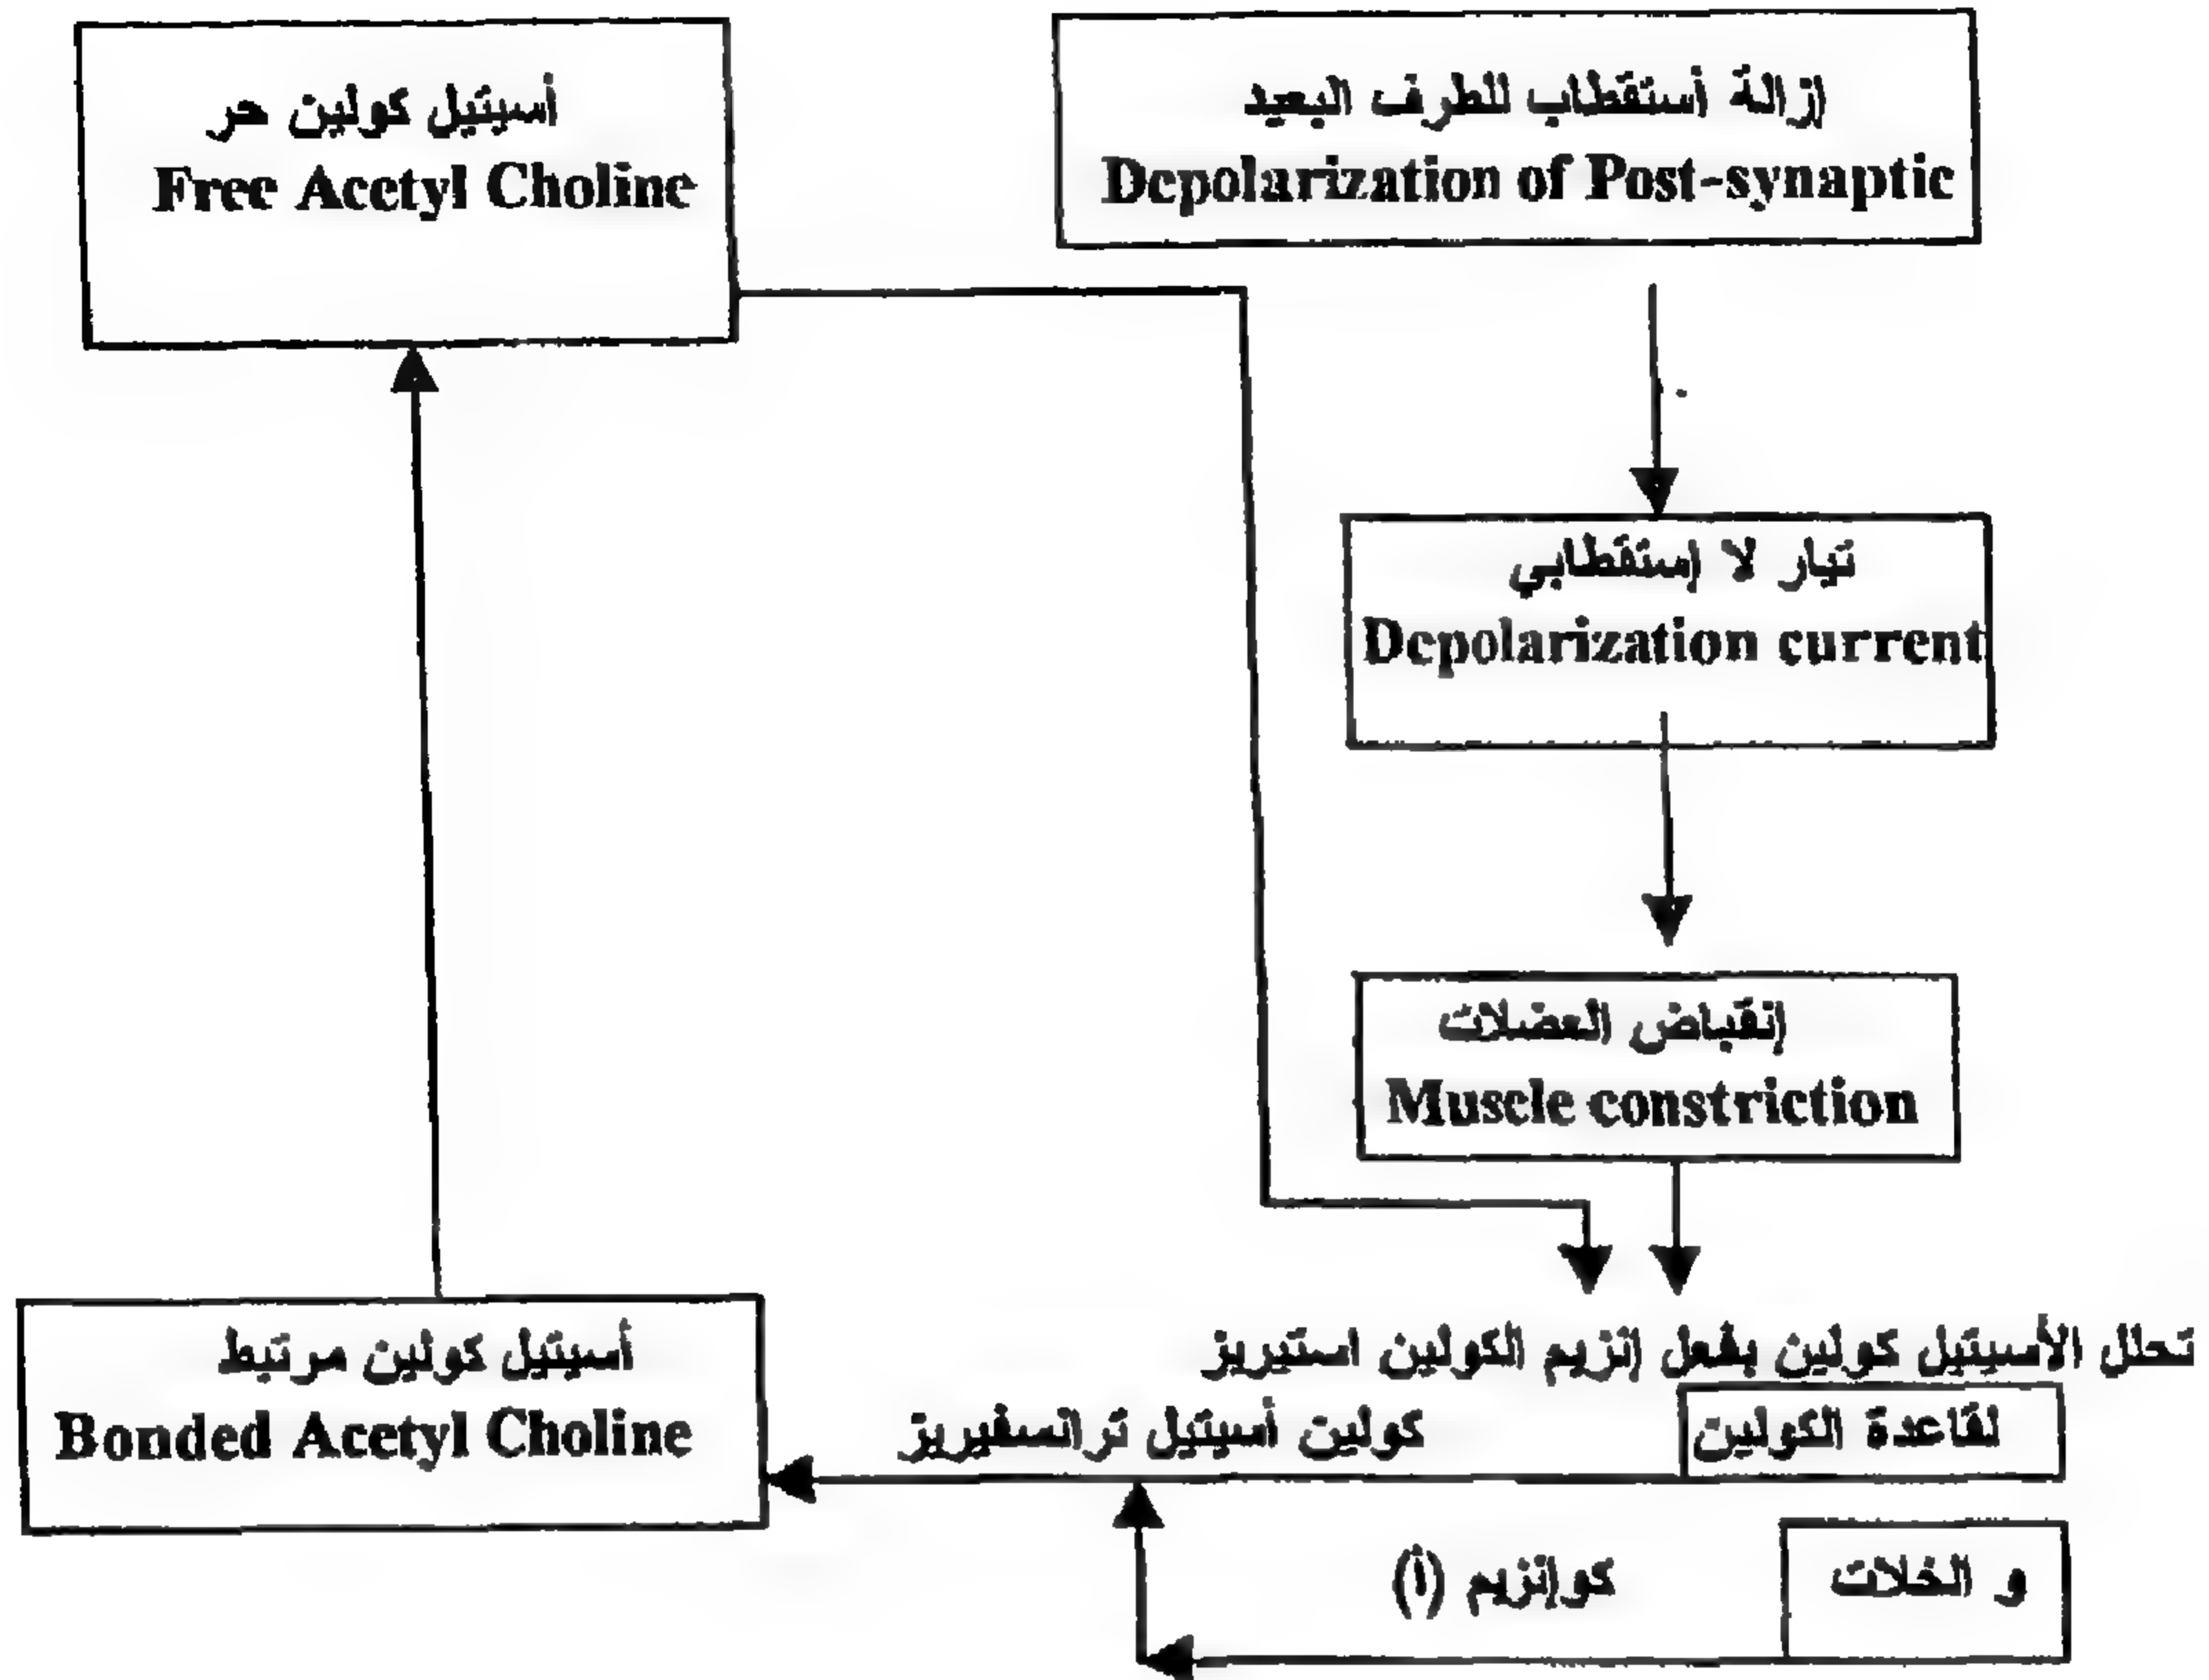 أسيتيل كولين حر
Free Acetyl Choline
إزالة أستقطاب للطرف البعيد
Depolarization of Post-synaptic
تيار لا إستقطابي
Depolarization current
إنقباض العضلات
Muscle constriction
تحلل الأسيتيل كولين بفعل إنزيم الكولين استيريز
أسيتيل كولين مرتبط
Bonded Acetyl Choline
لقاعدة الكولين
كولين أسيتيل ترانسفيريز
و الخلات
كوإنزيم (أ)